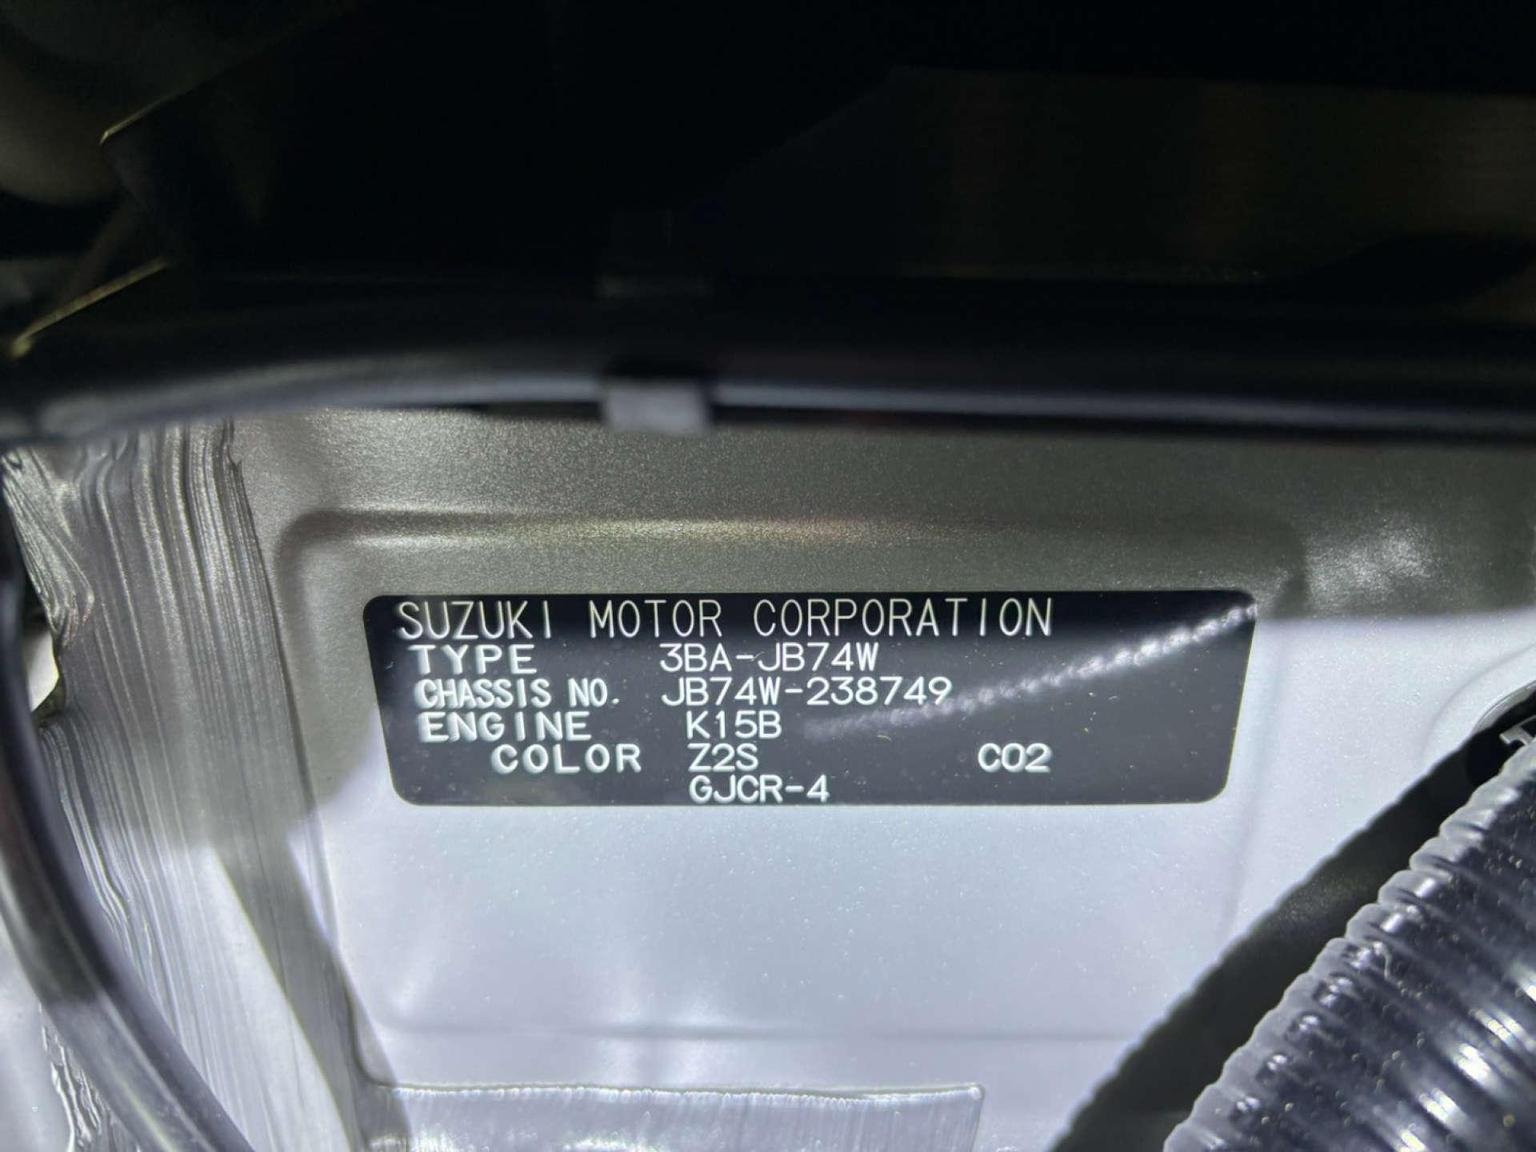 SUZUKI MOTOR CORPORATION
TYPE 3BA-JB74W
CHASSIS NO. JB74W-238749
ENGINE K15B
COLOR Z2S C02
GJCR-4